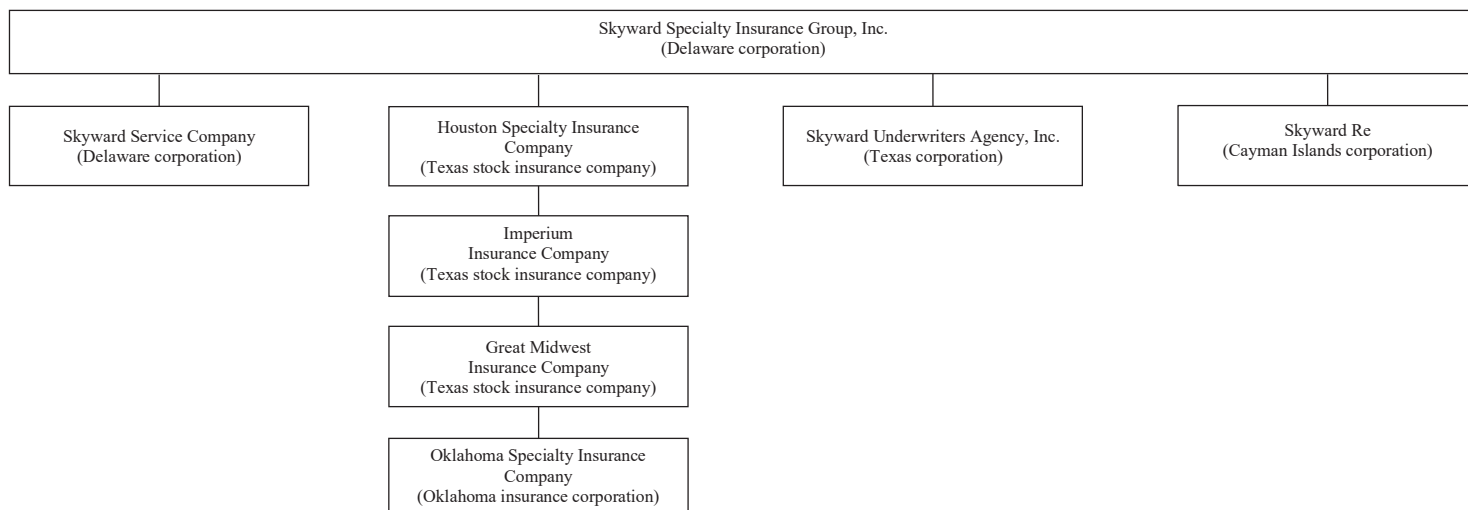 Skyward Specialty Insurance Group, Inc.
(Delaware corporation)
Skyward Service Company
(Delaware corporation)
Houston Specialty Insurance
Company
(Texas stock insurance company)
Skyward Underwriters Agency, Inc.
(Texas corporation)
Skyward Re
(Cayman Islands corporation)
Imperium
Insurance Company
(Texas stock insurance company)
Great Midwest
Insurance Company
(Texas stock insurance company)
Oklahoma Specialty Insurance
Company
(Oklahoma insurance corporation)